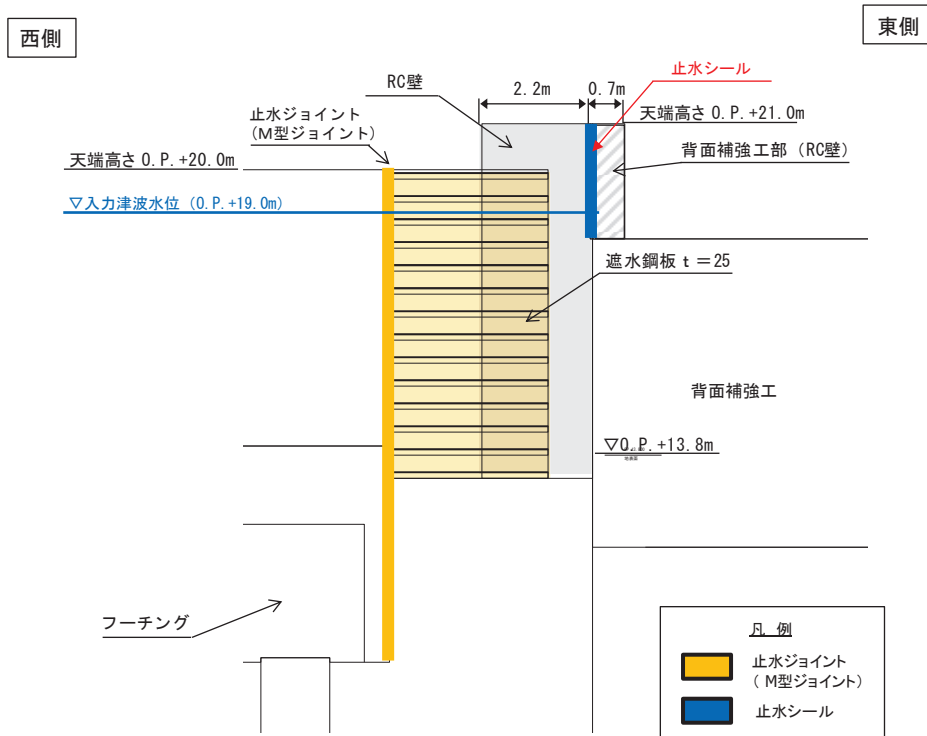 西側
東側
止水シール
RC壁
2.2m
0.7m
止水ジョイント
(M型ジョイント)
天端高さ O.P.+21.0m
天端高さ O.P.+20.0m
背面補強工部（RC壁）
▽入力津波水位（O.P.+19.0m）
遮水鋼板 t＝25
背面補強工
▽O.P.+13.8m
フーチング
凡 例
止水ジョイント
( M型ジョイント)
止水シール